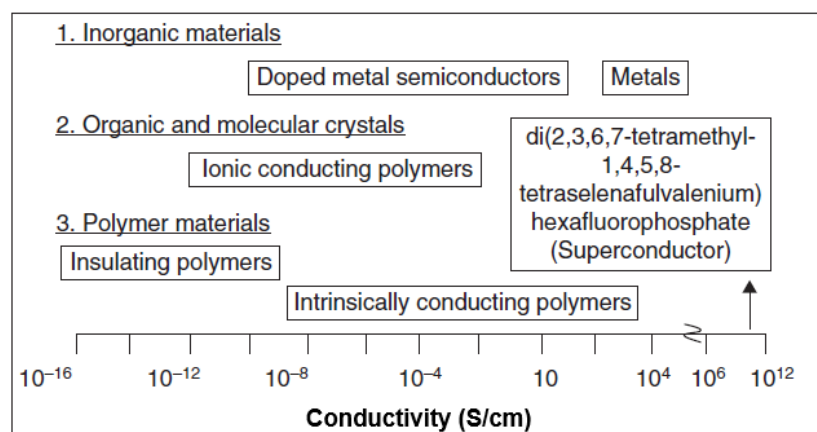 1. Inorganic materials
Doped metal semiconductors
Metals
2. Organic and molecular crystals
Ionic conducting polymers
di(2,3,6,7-tetramethyl-
1,4,5,8-
tetraselenafulvalenium)
hexafluorophosphate
(Superconductor)
3. Polymer materials
Insulating polymers
Intrinsically conducting polymers
10⁻¹⁶ 10⁻¹² 10⁻⁸ 10⁻⁴ 10 10⁴ 10⁶ 10¹²
Conductivity (S/cm)